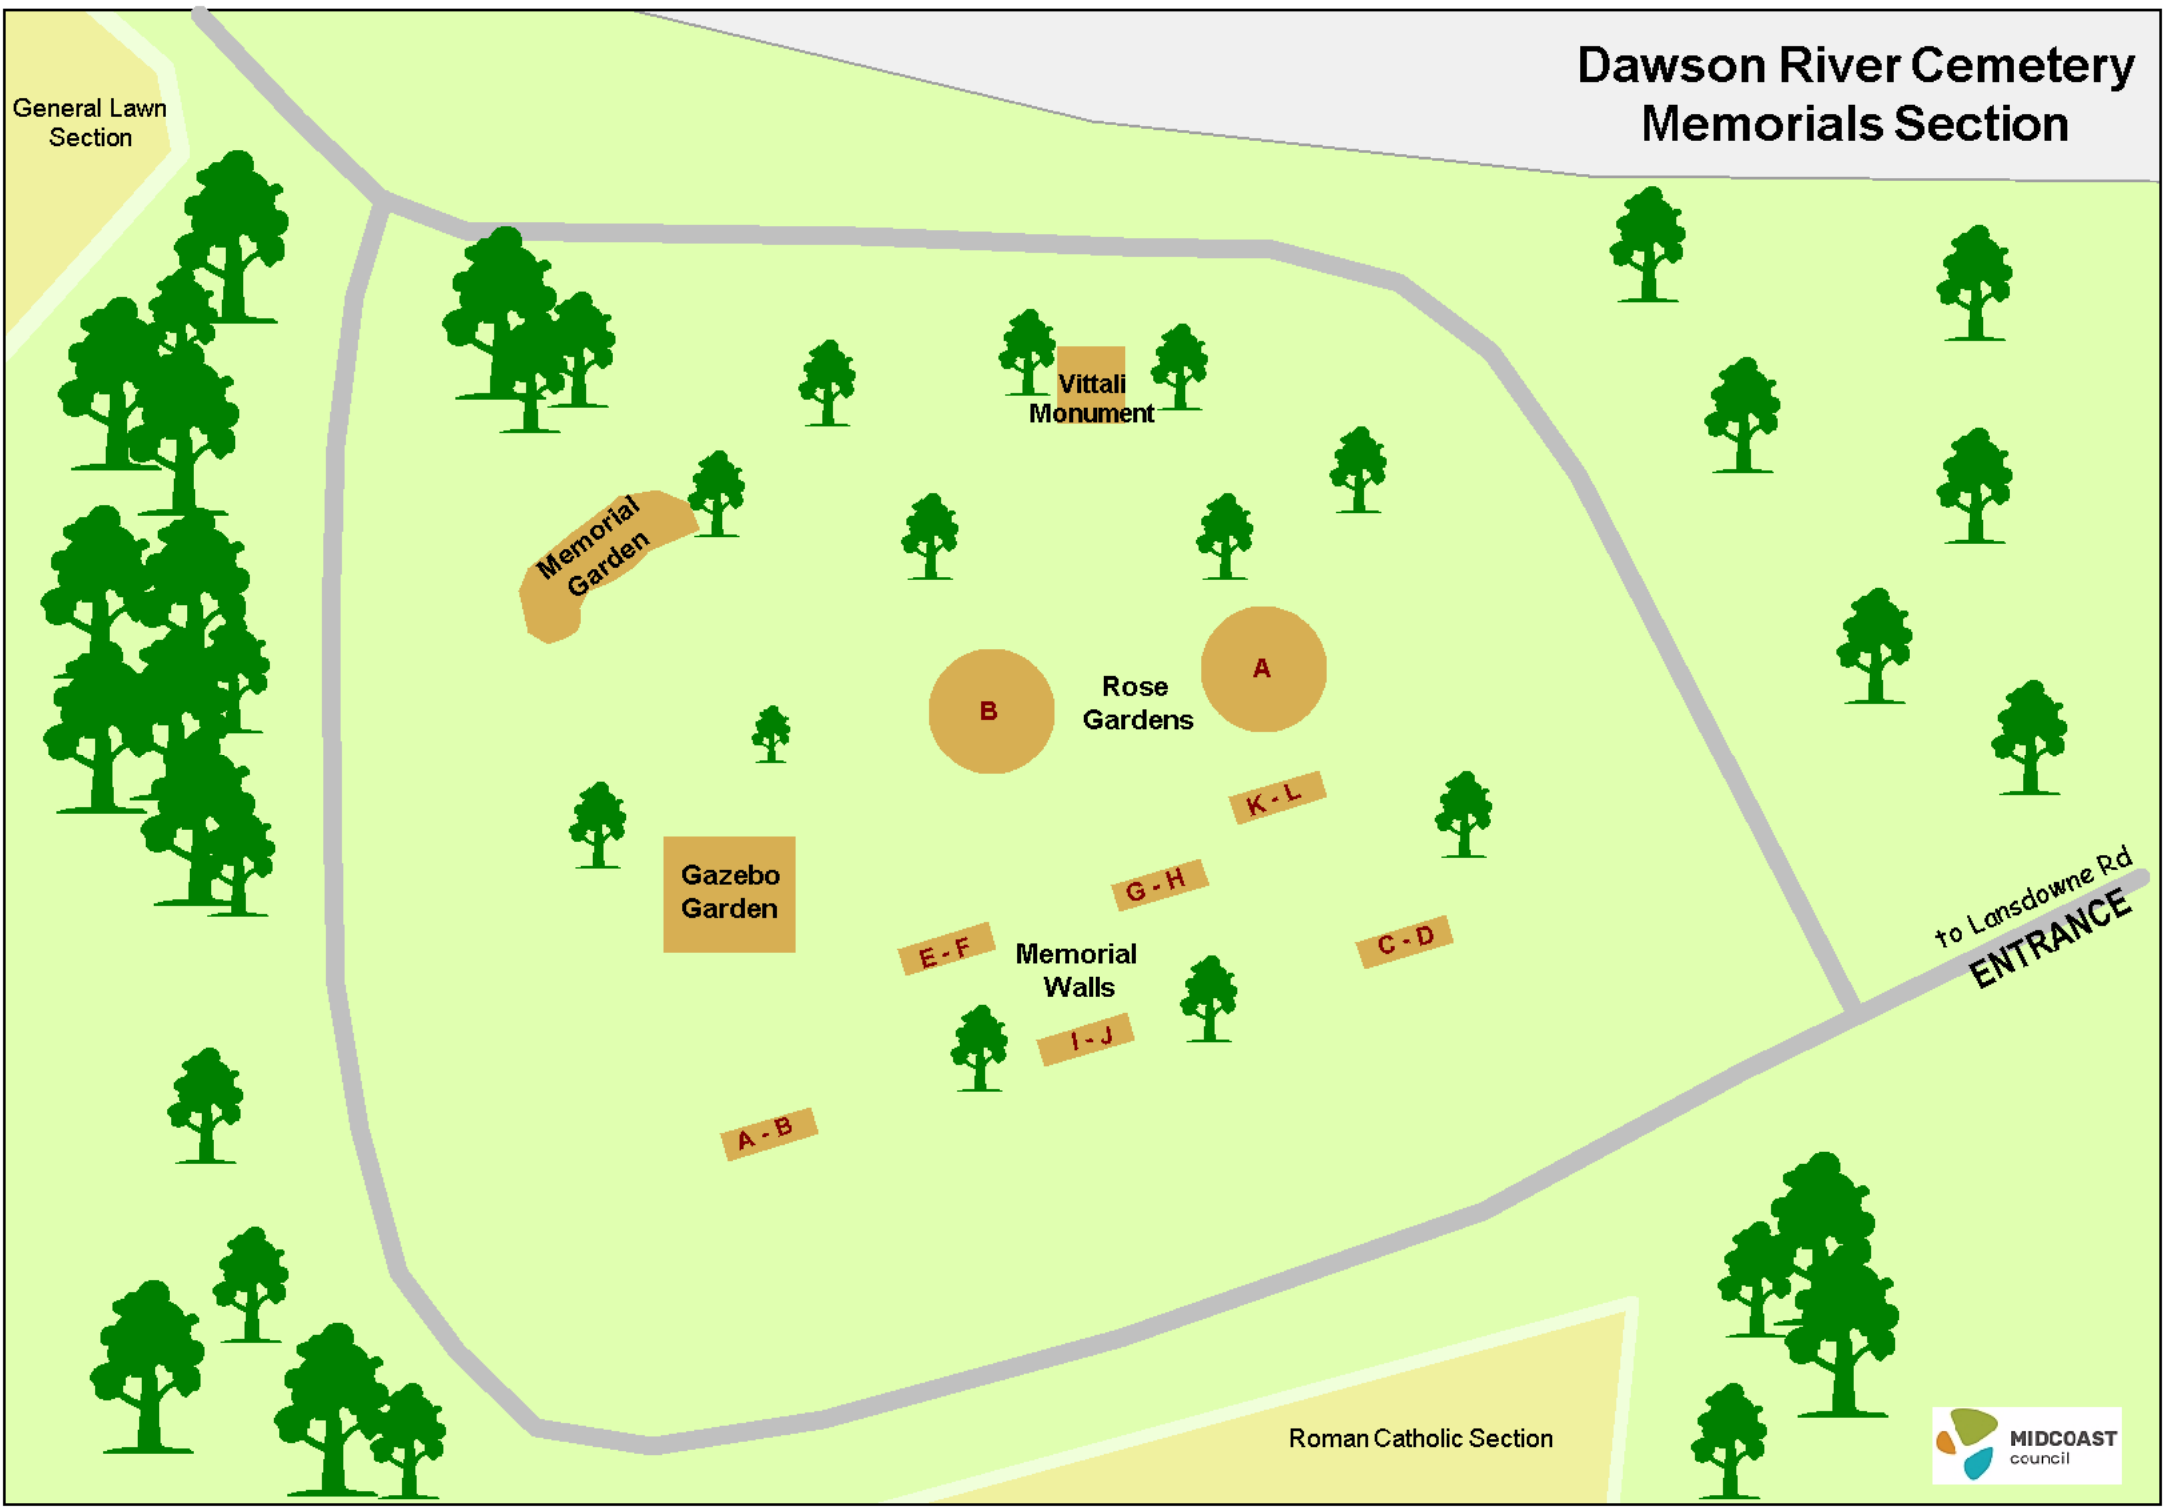 Dawson River Cemetery
Memorials Section
General Lawn
Section
Vittali
Monument
Memorial
Garden
A
B
Rose
Gardens
K - L
Gazebo
Garden
G - H
E - F
C - D
Memorial
Walls
I - J
A - B
to Lansdowne Rd
ENTRANCE
Roman Catholic Section
MIDCOAST
council